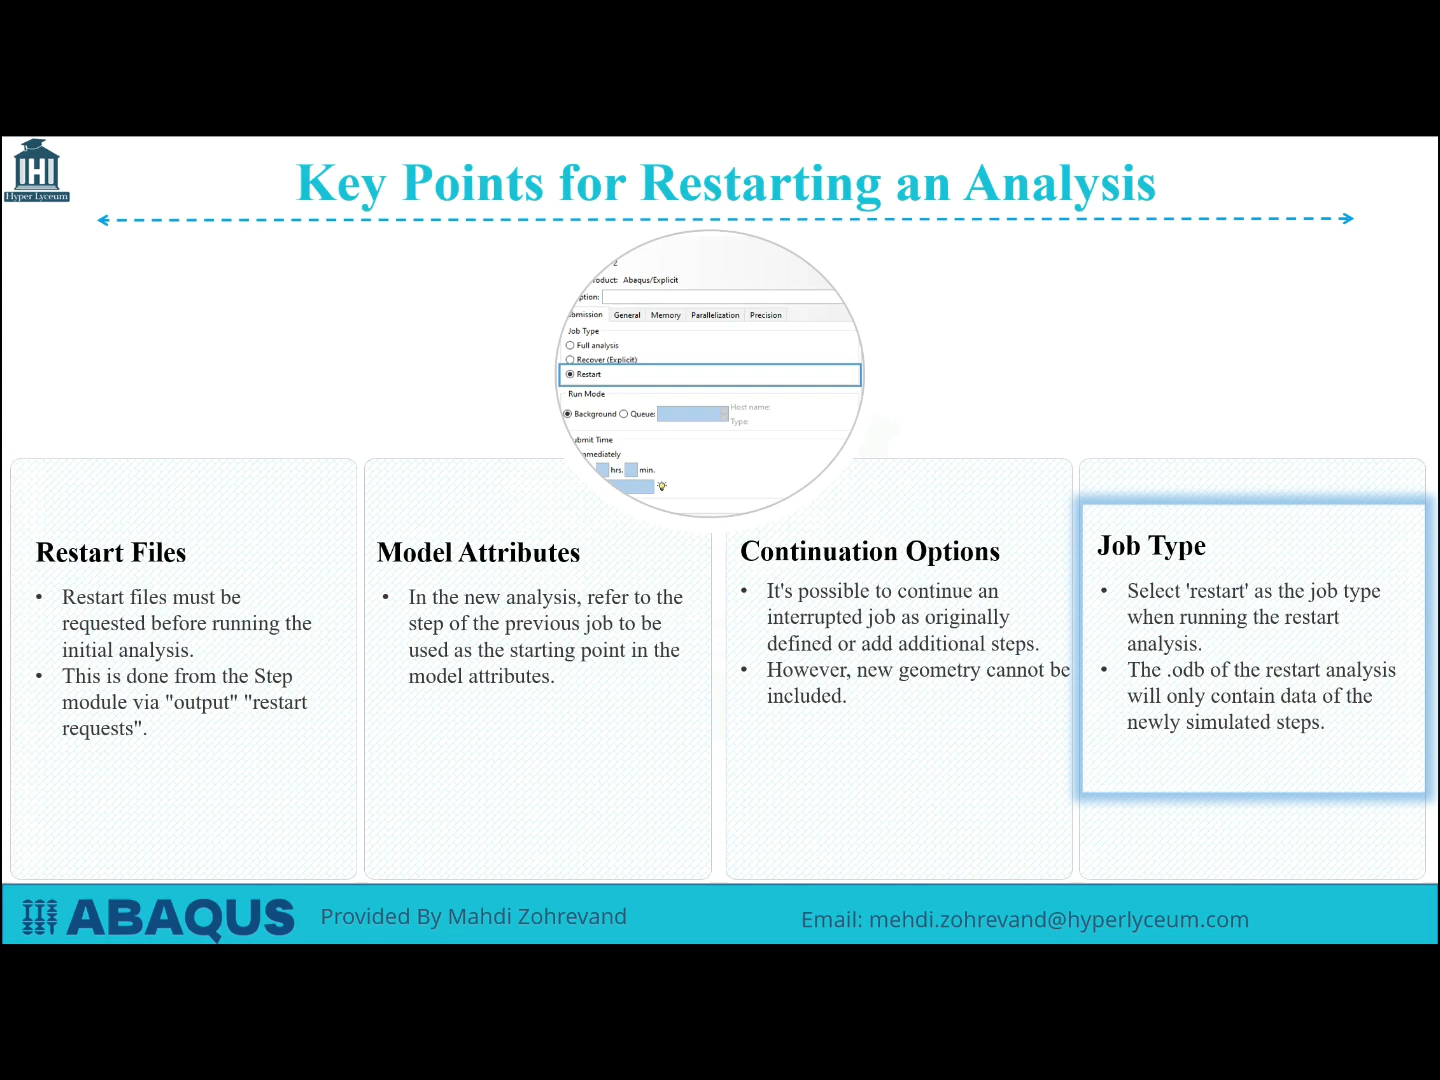 Hyper Lyceum
Key Points for Restarting an Analysis
Abaqus/Explicit
General Memory Parallelization Precision
Job Type
Full analysis
Recover (Explicit)
Restart
Run Mode
Background Queue: Host name:
Type:
Time
hrs. min.
Restart Files
• Restart files must be
requested before running the
initial analysis.
• This is done from the Step
module via "output" "restart
requests".
Model Attributes
• In the new analysis, refer to the
step of the previous job to be
used as the starting point in the
model attributes.
Continuation Options
• It's possible to continue an
interrupted job as originally
defined or add additional steps.
• However, new geometry cannot be
included.
Job Type
• Select 'restart' as the job type
when running the restart
analysis.
• The .odb of the restart analysis
will only contain data of the
newly simulated steps.
ABAQUS
Provided By Mahdi Zohrevand
Email: mehdi.zohrevand@hyperlyceum.com